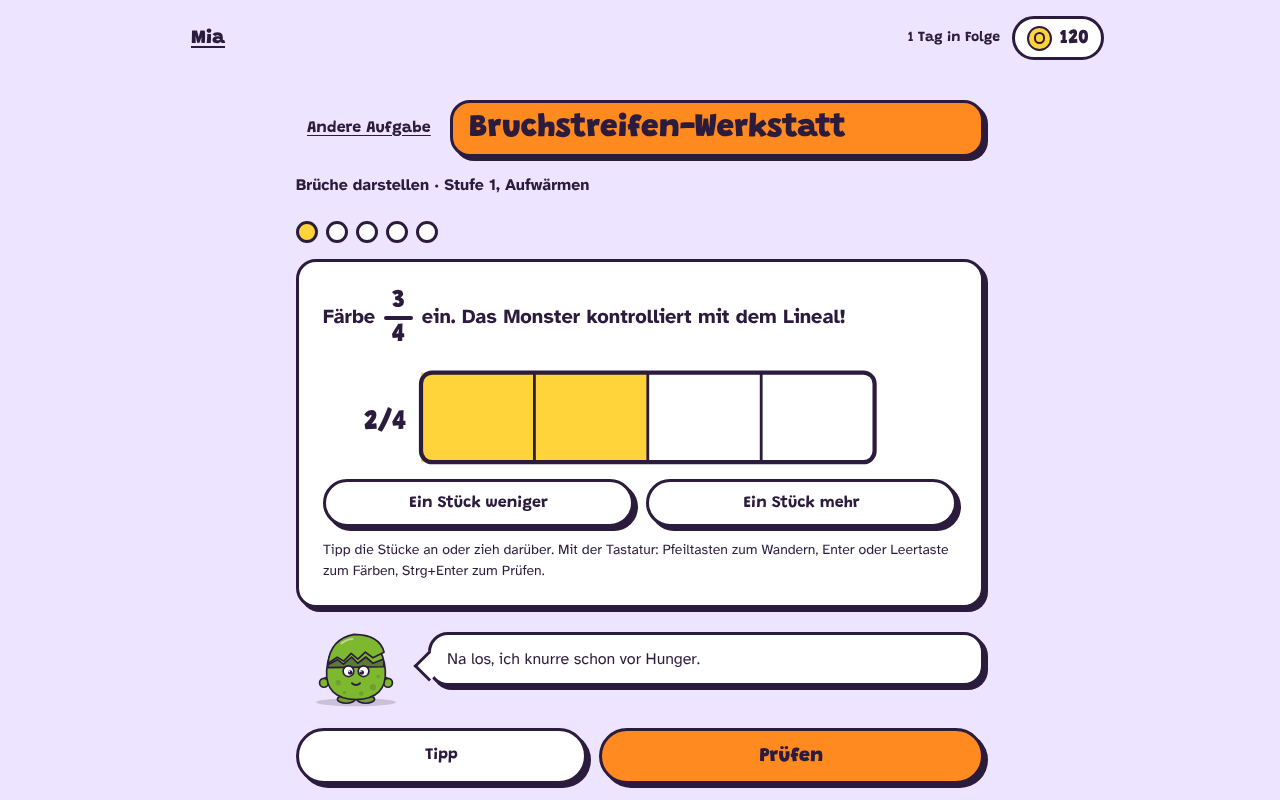 Mia
1 Tag in Folge
120
Andere Aufgabe
Bruchstreifen-Werkstatt
Brüche darstellen · Stufe 1, Aufwärmen
Färbe 3/4 ein. Das Monster kontrolliert mit dem Lineal!
2/4
Ein Stück weniger
Ein Stück mehr
Tipp die Stücke an oder zieh darüber. Mit der Tastatur: Pfeiltasten zum Wandern, Enter oder Leertaste
zum Färben, Strg+Enter zum Prüfen.
Na los, ich knurre schon vor Hunger.
Tipp
Prüfen